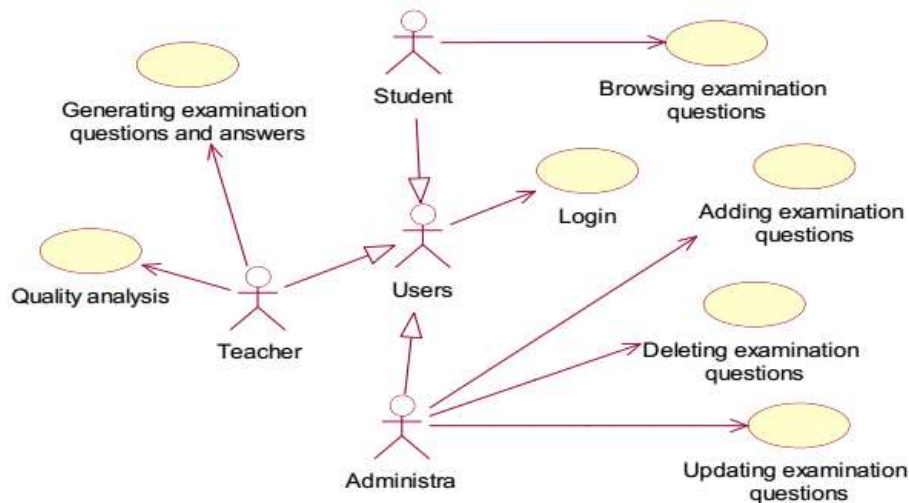 Student
Browsing examination
questions
Generating examination
questions and answers
Login
Adding examination
questions
Quality analysis
Users
Teacher
Deleting examination
questions
Administra
Updating examination
questions